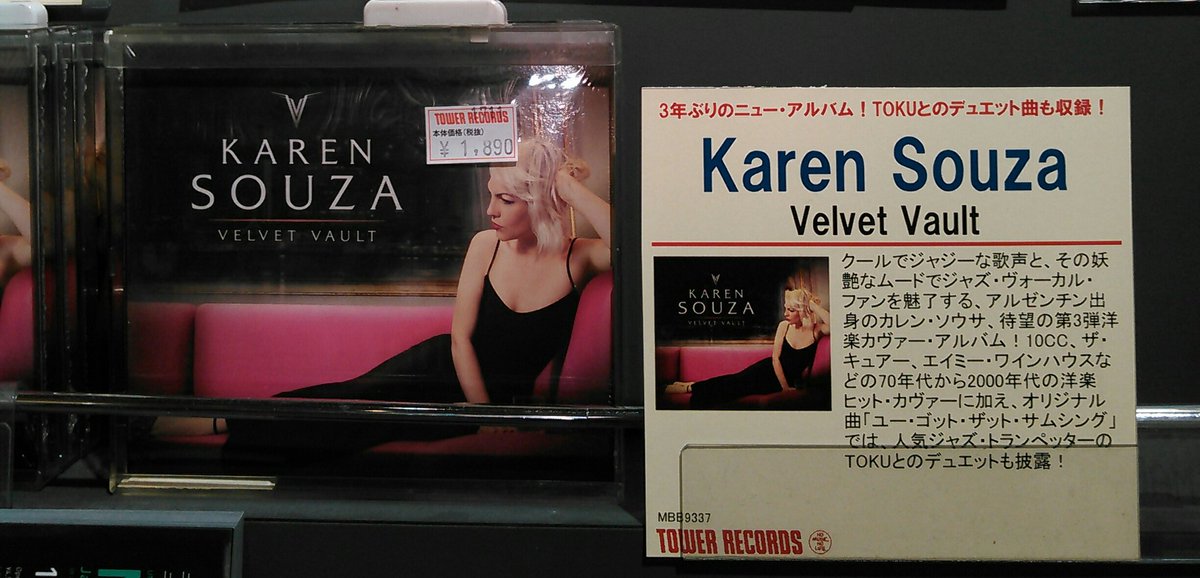 KAREN
SOUZA
VELVET VAULT
TOWER RECORDS
本体価格(税抜)
¥ 1,890
3年ぶりのニュー・アルバム！TOKUとのデュエット曲も収録！
Karen Souza
Velvet Vault
KAREN
SOUZA
VELVET VAULT
クールでジャジーな歌声と、その妖
艶なムードでジャズ・ヴォーカル・
ファンを魅了する、アルゼンチン出
身のカレン・ソウサ、待望の第3弾洋
楽カヴァー・アルバム！10CC、ザ・
キュアー、エイミー・ワインハウスな
どの70年代から2000年代の洋楽
ヒット・カヴァーに加え、オリジナル
曲「ユー・ゴット・ザット・サムシング」
では、人気ジャズ・トランペッターの
TOKUとのデュエットも披露！
MBB9337
TOWER RECORDS
NO MUSIC, NO LIFE.